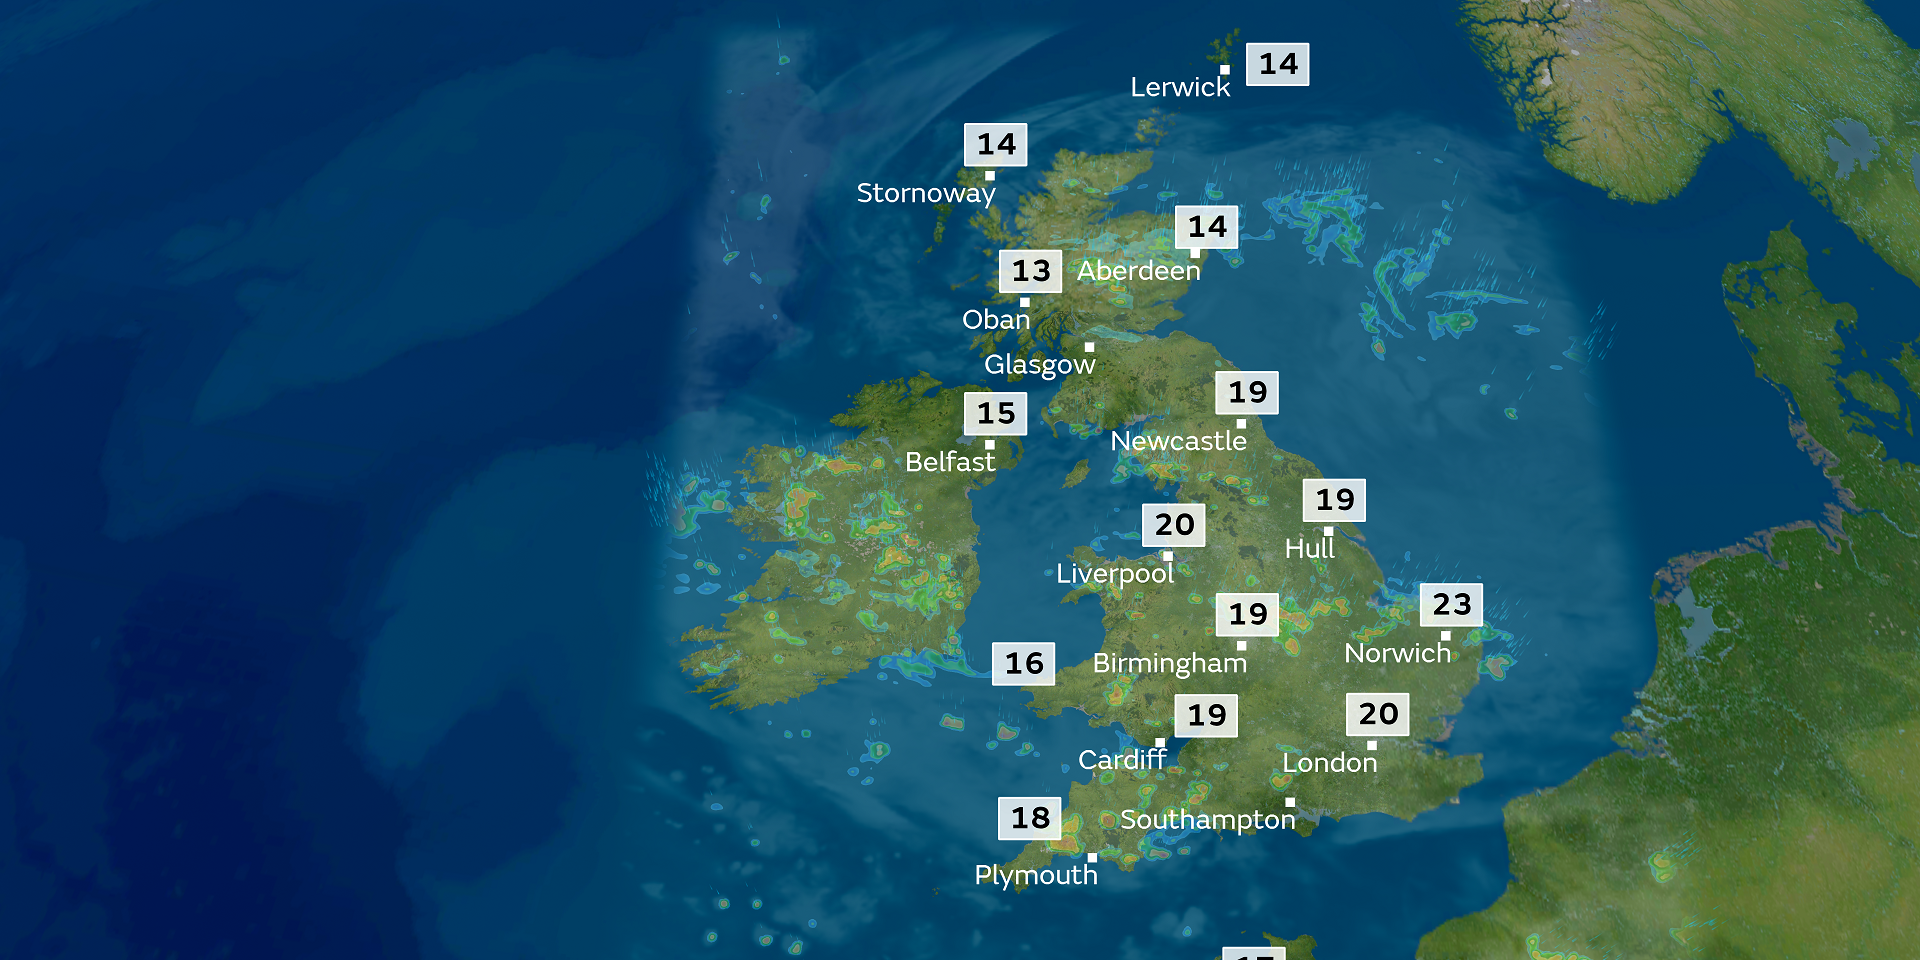 14
Lerwick
14
Stornoway
14
Aberdeen
13
Oban
Glasgow
19
Newcastle
15
Belfast
19
Hull
20
Liverpool
23
Norwich
19
Birmingham
16
19
Cardiff
20
London
18
Southampton
Plymouth